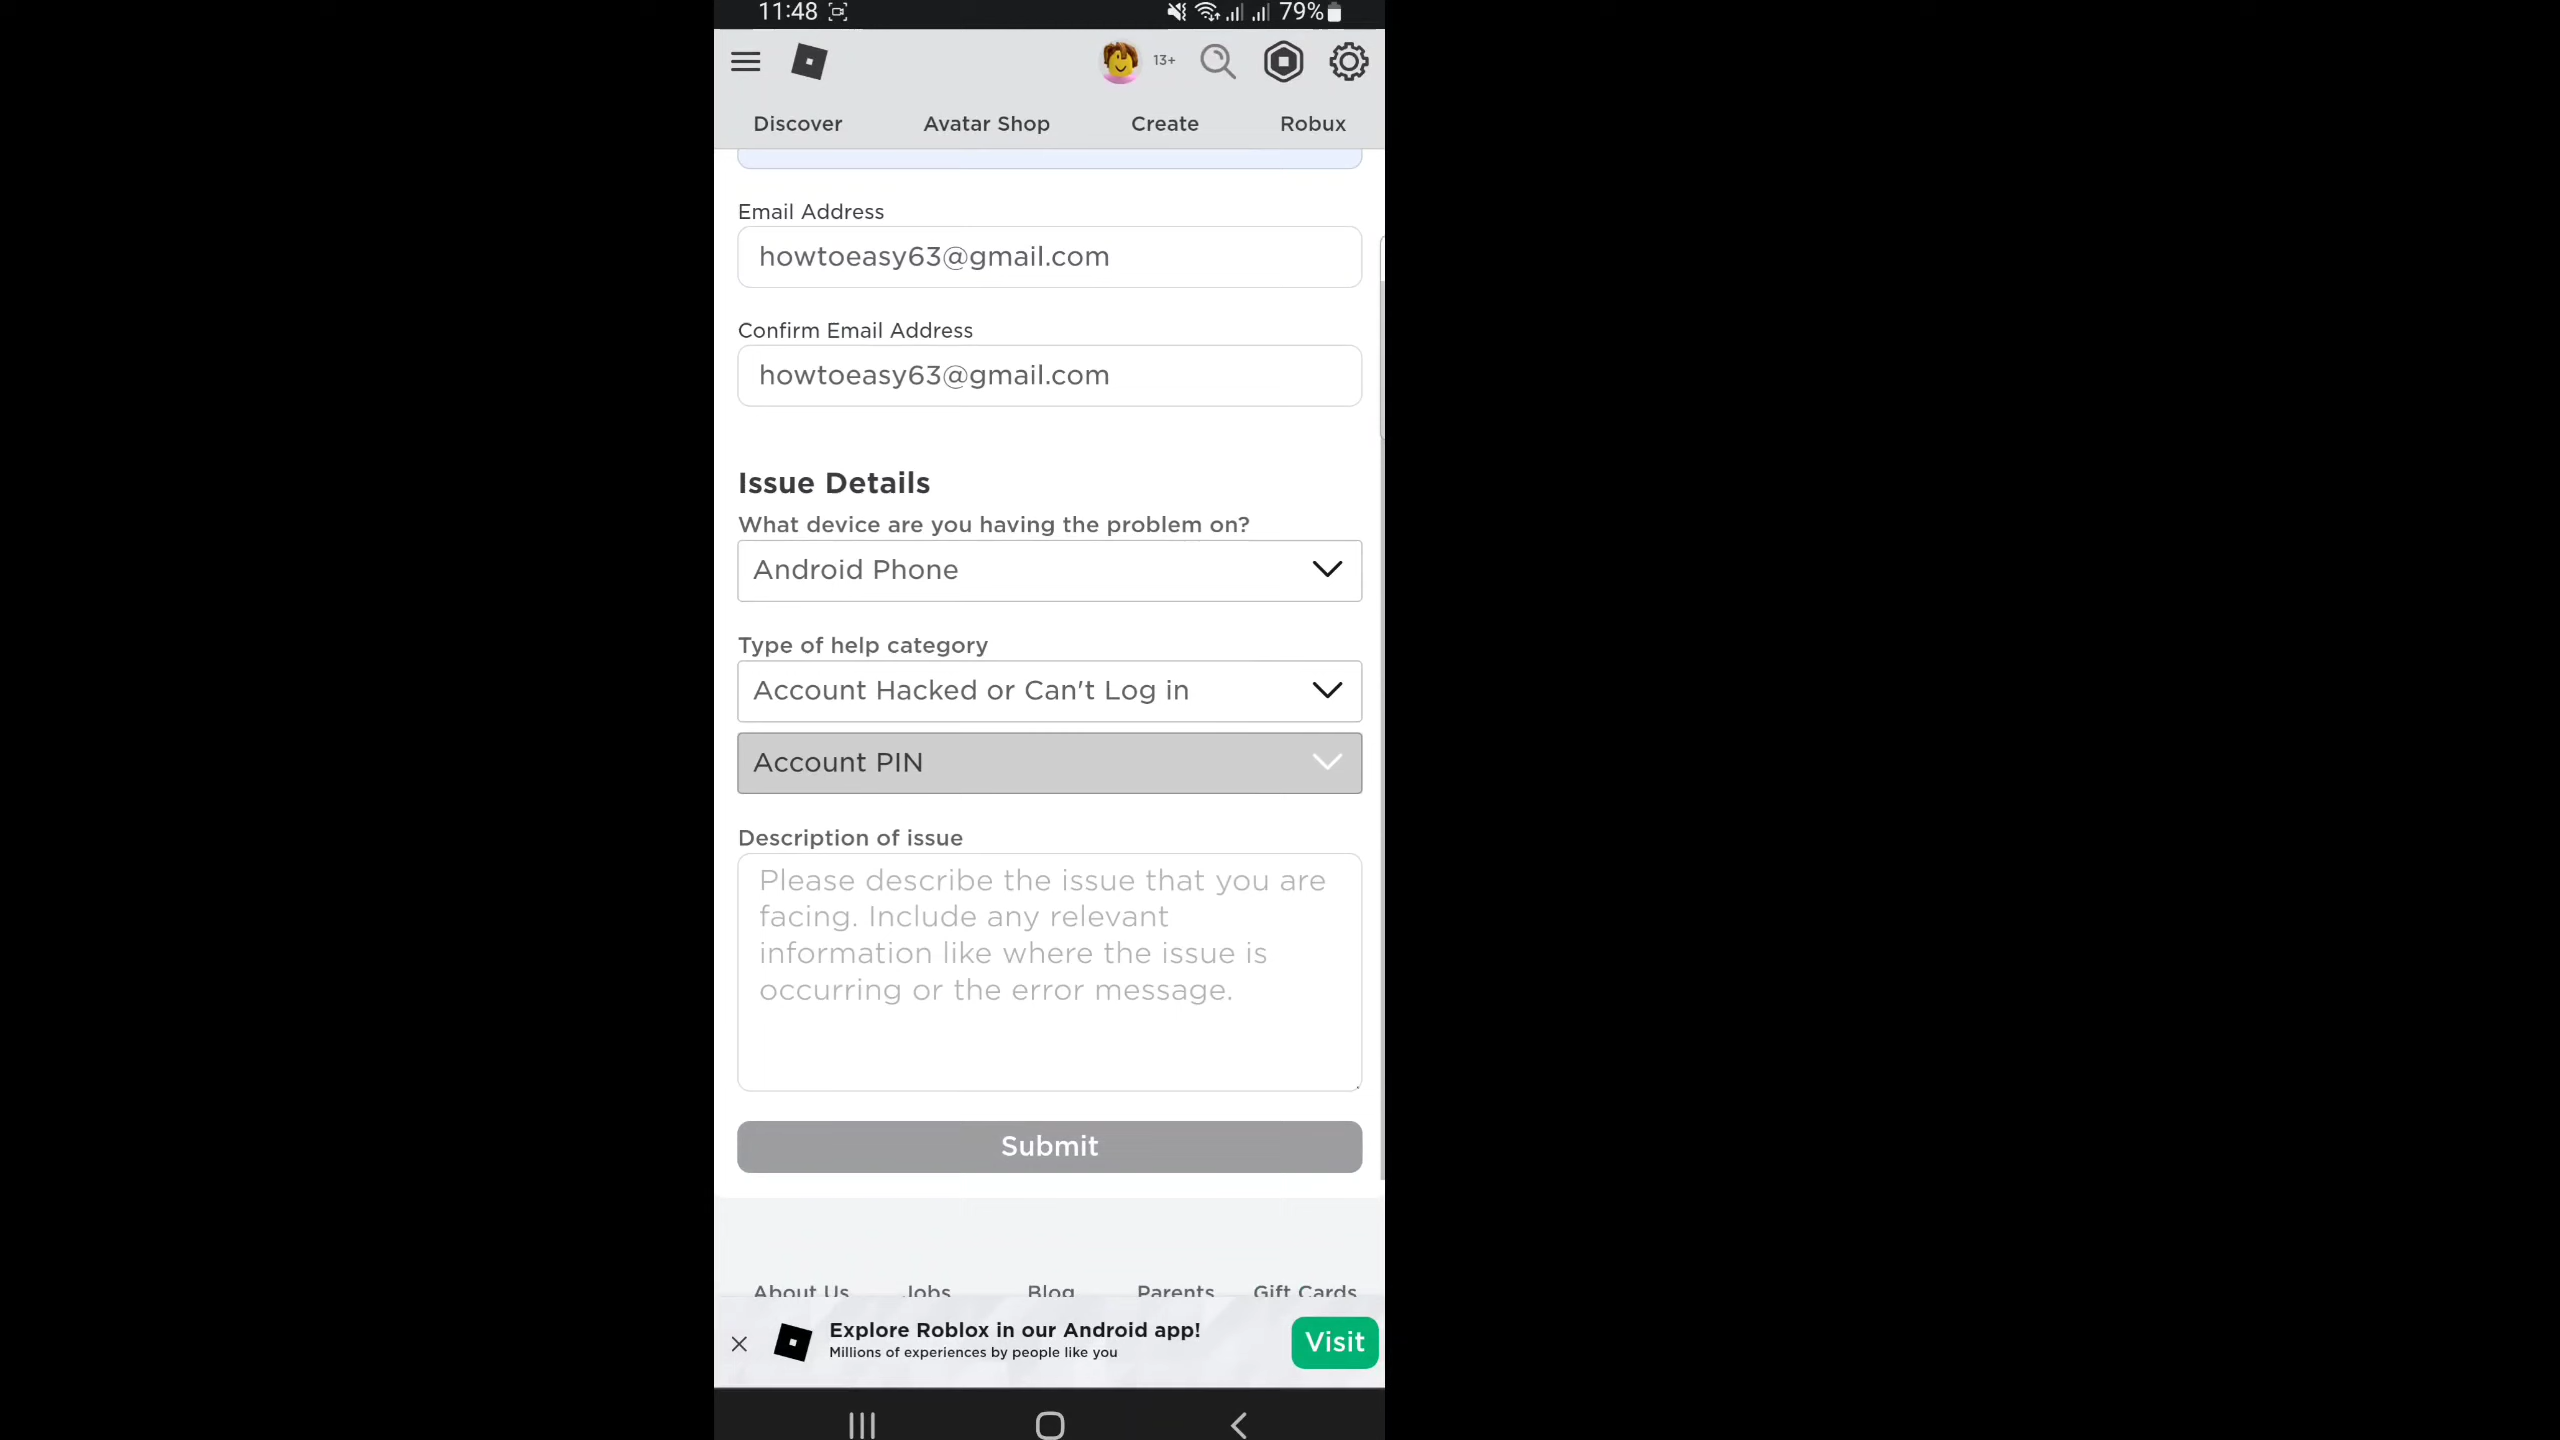 11:48
79%
13+
Discover Avatar Shop Create Robux
Email Address
howtoeasy63@gmail.com
Confirm Email Address
howtoeasy63@gmail.com
Issue Details
What device are you having the problem on?
Android Phone
Type of help category
Account Hacked or Can't Log in
Account PIN
Description of issue
Please describe the issue that you are
facing. Include any relevant
information like where the issue is
occurring or the error message.
Submit
About Us Jobs Blog Parents Gift Cards
Explore Roblox in our Android app!
Millions of experiences by people like you
Visit